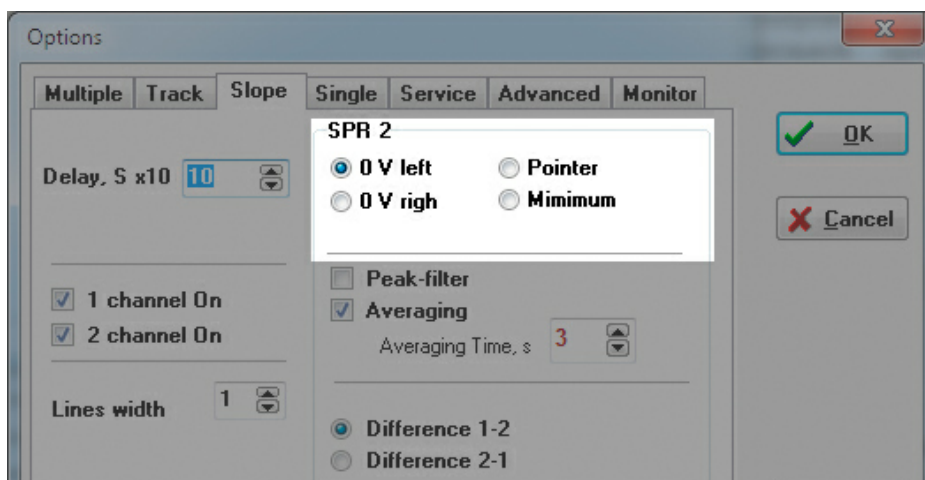 Options
Multiple Track Slope Single Service Advanced Monitor
SPR 2
0 V left Pointer
0 V righ Mimimum
Delay, S x10 10
1 channel On
2 channel On
Lines width 1
Peak-filter
Averaging
Averaging Time, s 3
Difference 1-2
Difference 2-1
OK
Cancel